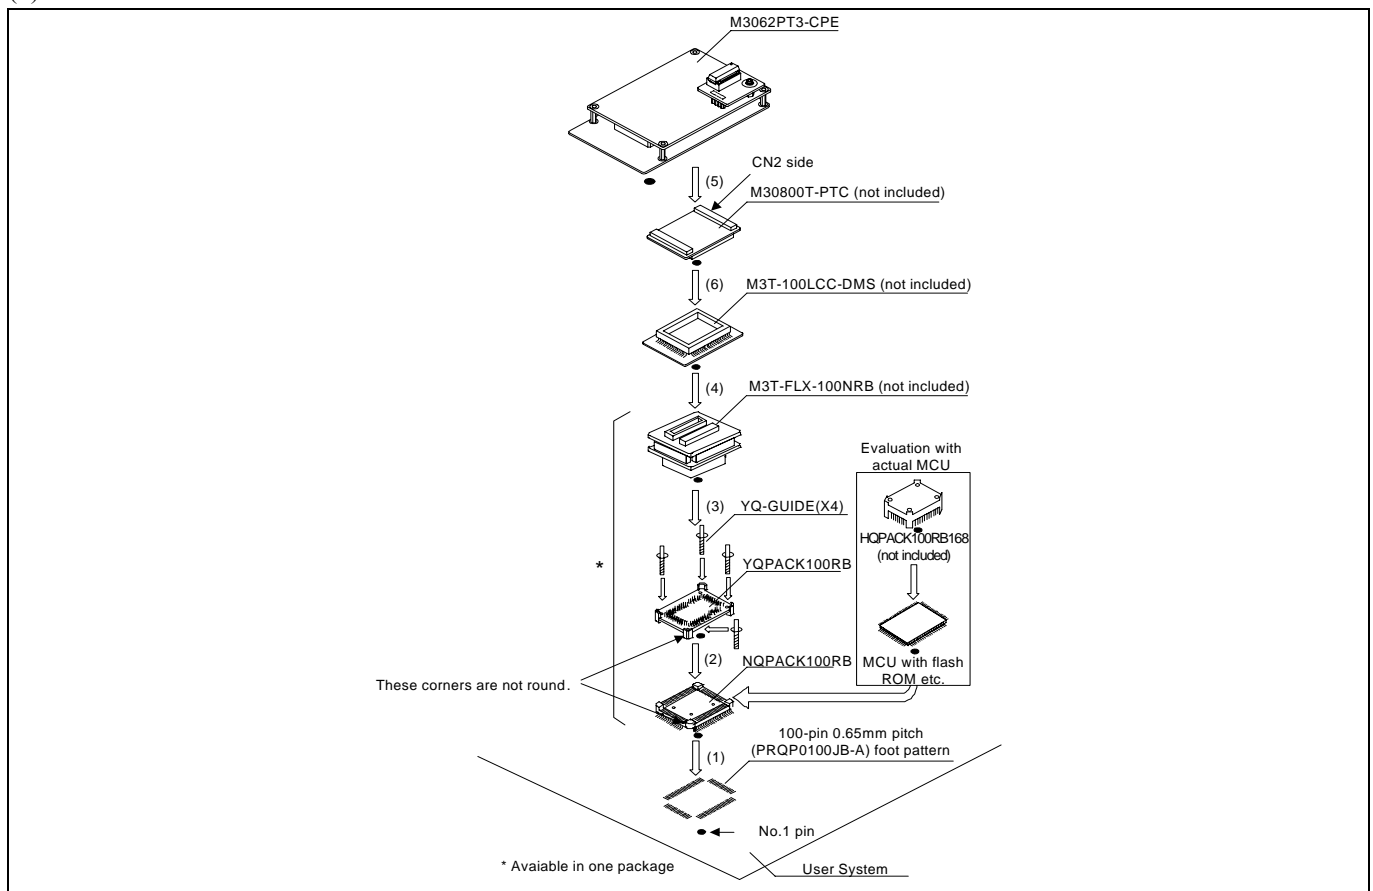 M3062PT3-CPE
CN2 side
(5)
M30800T-PTC (not included)
(6)
M3T-100LCC-DMS (not included)
(4)
M3T-FLX-100NRB (not included)
Evaluation with
actual MCU
(3)
YQ-GUIDE(X4)
HQPACK100RB168
(not included)
*
YQPACK100RB
(2)
NQPACK100RB
MCU with flash
ROM etc.
These corners are not round.
100-pin 0.65mm pitch
(PRQP0100JB-A) foot pattern
(1)
No.1 pin
* Avaiable in one package
User System